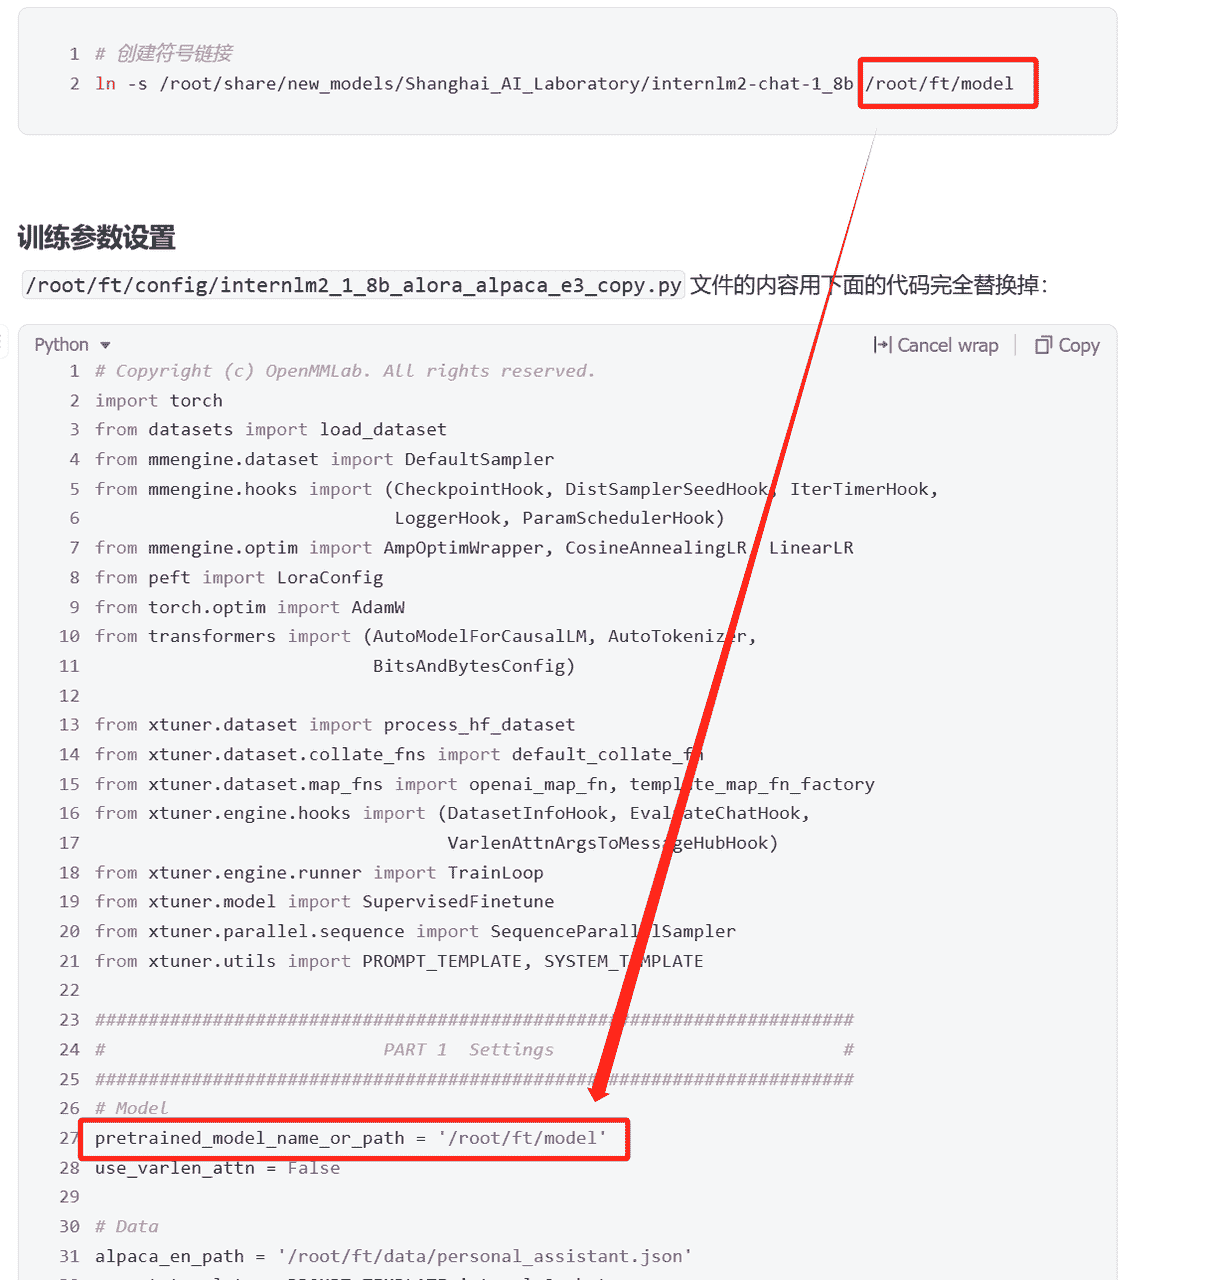 1 # 创建符号链接
2 ln -s /root/share/new_models/Shanghai_AI_Laboratory/internlm2-chat-1_8b /root/ft/model
训练参数设置
/root/ft/config/internlm2_1_8b_alora_alpaca_e3_copy.py 文件的内容用下面的代码完全替换掉：
Python Cancel wrap Copy
1 # Copyright (c) OpenMMLab. All rights reserved.
2 import torch
3 from datasets import load_dataset
4 from mmengine.dataset import DefaultSampler
5 from mmengine.hooks import (CheckpointHook, DistSamplerSeedHook, IterTimerHook,
6 LoggerHook, ParamSchedulerHook)
7 from mmengine.optim import AmpOptimWrapper, CosineAnnealingLR, LinearLR
8 from peft import LoraConfig
9 from torch.optim import AdamW
10 from transformers import (AutoModelForCausalLM, AutoTokenizer,
11 BitsAndBytesConfig)
12
13 from xtuner.dataset import process_hf_dataset
14 from xtuner.dataset.collate_fns import default_collate_fn
15 from xtuner.dataset.map_fns import openai_map_fn, template_map_fn_factory
16 from xtuner.engine.hooks import (DatasetInfoHook, EvaluateChatHook,
17 VarlenAttnArgsToMessageHubHook)
18 from xtuner.engine.runner import TrainLoop
19 from xtuner.model import SupervisedFinetune
20 from xtuner.parallel.sequence import SequenceParallelSampler
21 from xtuner.utils import PROMPT_TEMPLATE, SYSTEM_TEMPLATE
22
23 #######################################################################
24 # PART 1 Settings #
25 #######################################################################
26 # Model
27 pretrained_model_name_or_path = '/root/ft/model'
28 use_varlen_attn = False
29
30 # Data
31 alpaca_en_path = '/root/ft/data/personal_assistant.json'